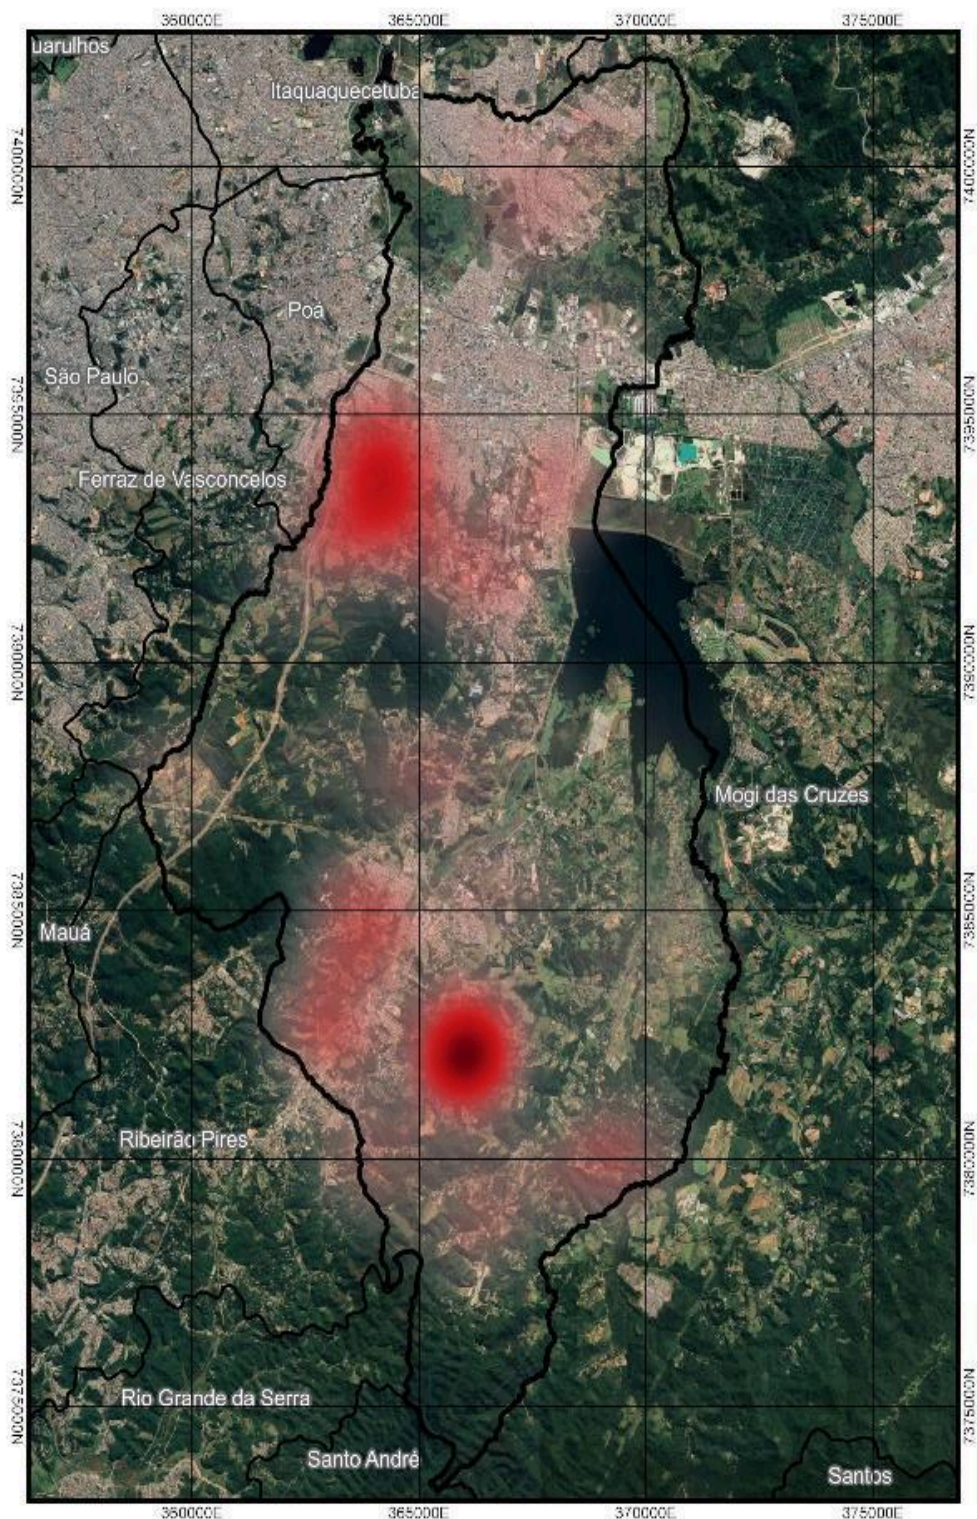 360000E 365000E 370000E 375000E
uarulhos
Itaquaquecetuba
7400000N 7400000N
Poá
São Paulo
7395000N 7395000N
Ferraz de Vasconcelos
7390000N 7390000N
Mogi das Cruzes
7385000N 7385000N
Mauá
Ribeirão Pires
7380000N 7380000N
Rio Grande da Serra
7375000N 7375000N
Santo André
Santos
360000E 365000E 370000E 375000E